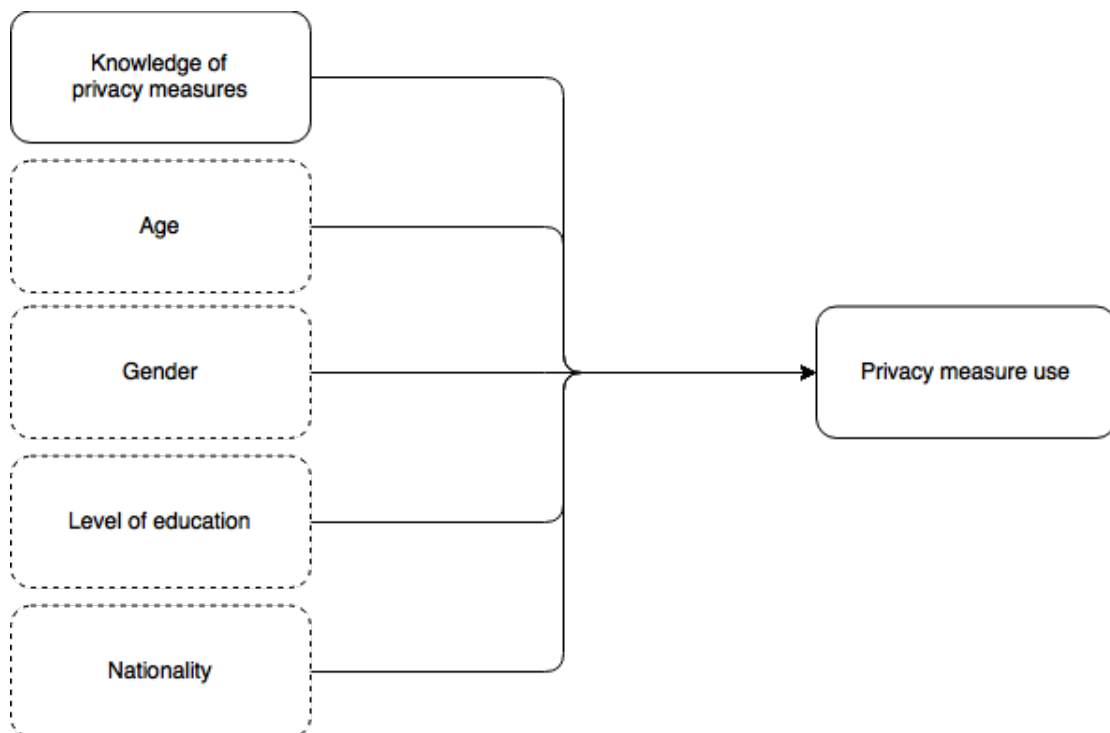 Knowledge of
privacy measures
Age
Gender
Privacy measure use
Level of education
Nationality